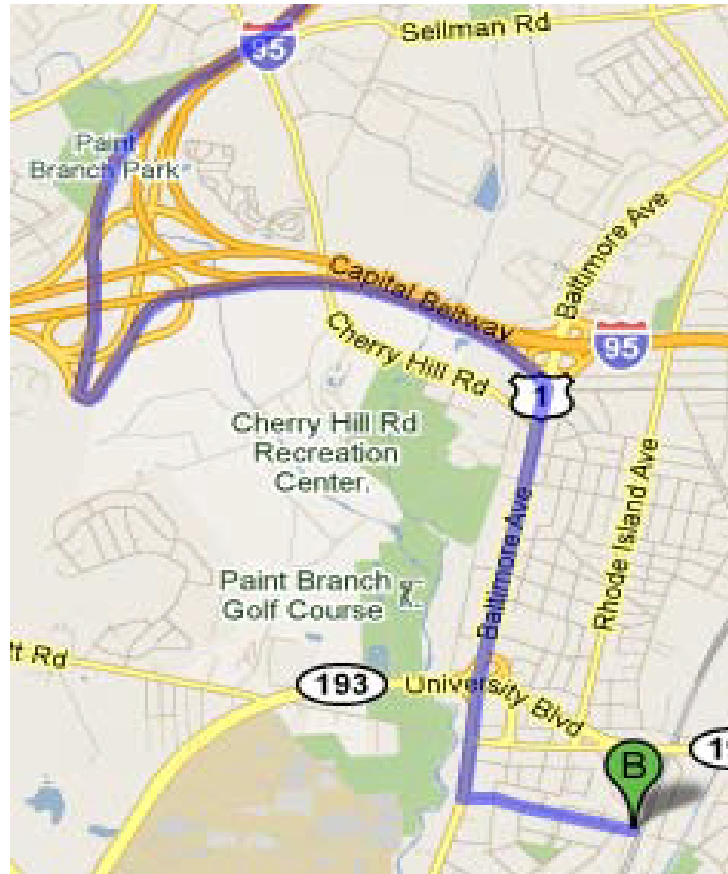 Sellman Rd
95
Paint
Branch Park
Baltimore Ave
Capital Beltway
95
Cherry Hill Rd
1
Cherry Hill Rd
Recreation
Center
Rhode Island Ave
Baltimore Ave
Paint Branch
Golf Course
tt Rd
193
University Blvd
B